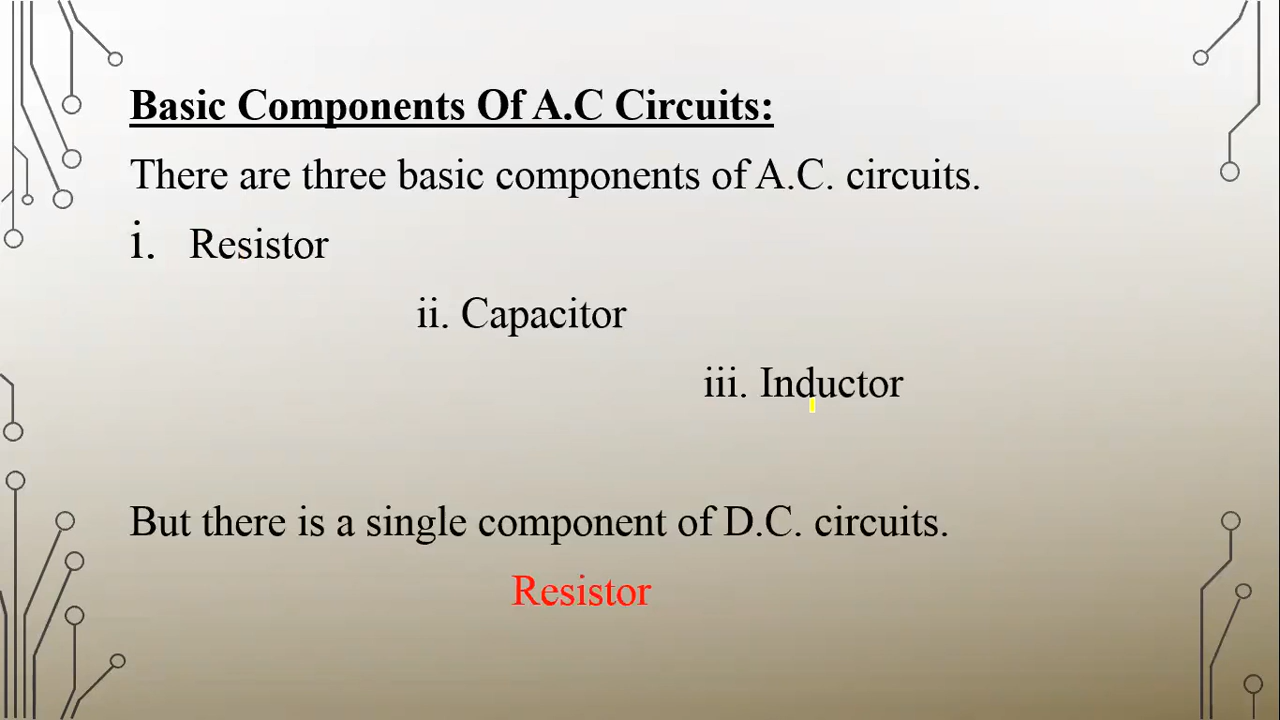 Basic Components Of A.C Circuits:
There are three basic components of A.C. circuits.
i. Resistor
ii. Capacitor
iii. Inductor
But there is a single component of D.C. circuits.
Resistor